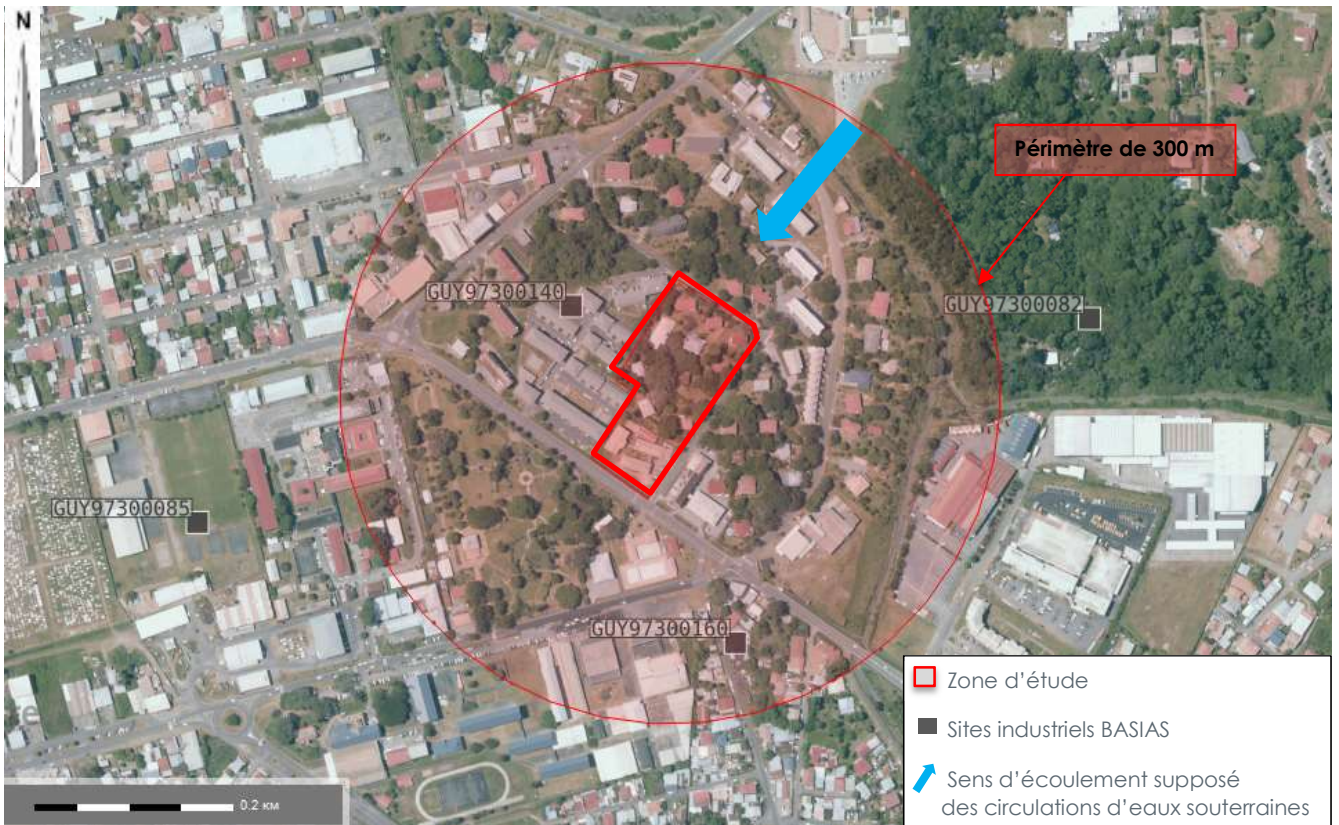 N
Périmètre de 300 m
GUY97300140
GUY97300082
GUY97300085
GUY97300160
Zone d'étude
Sites industriels BASIAS
Sens d'écoulement supposé
des circulations d'eaux souterraines
0.2 км